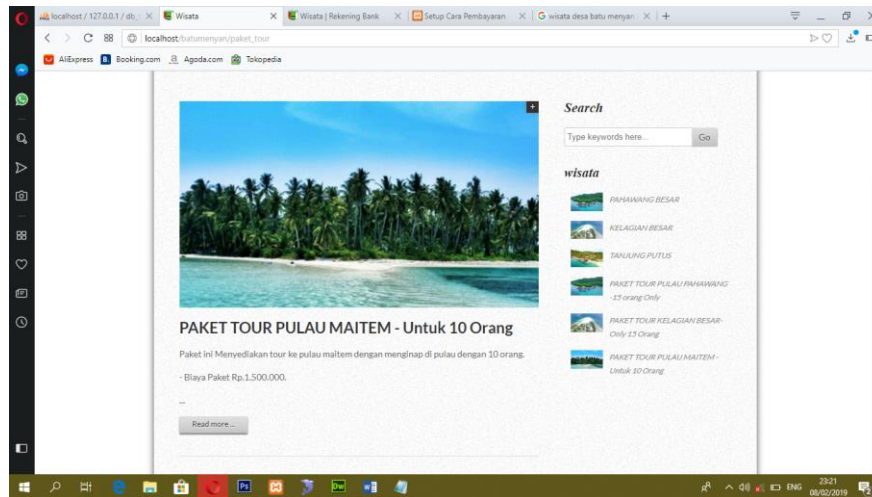 localhost / 127.0.0.1 / db_
Wisata
Wisata | Rekening Bank
Setup Cara Pembayaran
wisata desa batu menyan
localhost/batumenyan/paket_tour
AliExpress
Booking.com
Agoda.com
Tokopedia
Search
Type keywords here...
Go
wisata
PAHAWANG BESAR
KELAGIAN BESAR
TANJUNG PUTUS
PAKET TOUR PULAU PAHAWANG
-15 orang Only
PAKET TOUR KELAGIAN BESAR-
Only 15 Orang
PAKET TOUR PULAU MAITEM -
Untuk 10 Orang
PAKET TOUR PULAU MAITEM - Untuk 10 Orang
Paket ini Menyediakan tour ke pulau maitem dengan menginap di pulau dengan 10 orang.
- Biaya Paket Rp.1.500.000.
...
Read more...
Ps
Dw
ENG
23:21
08/02/2019